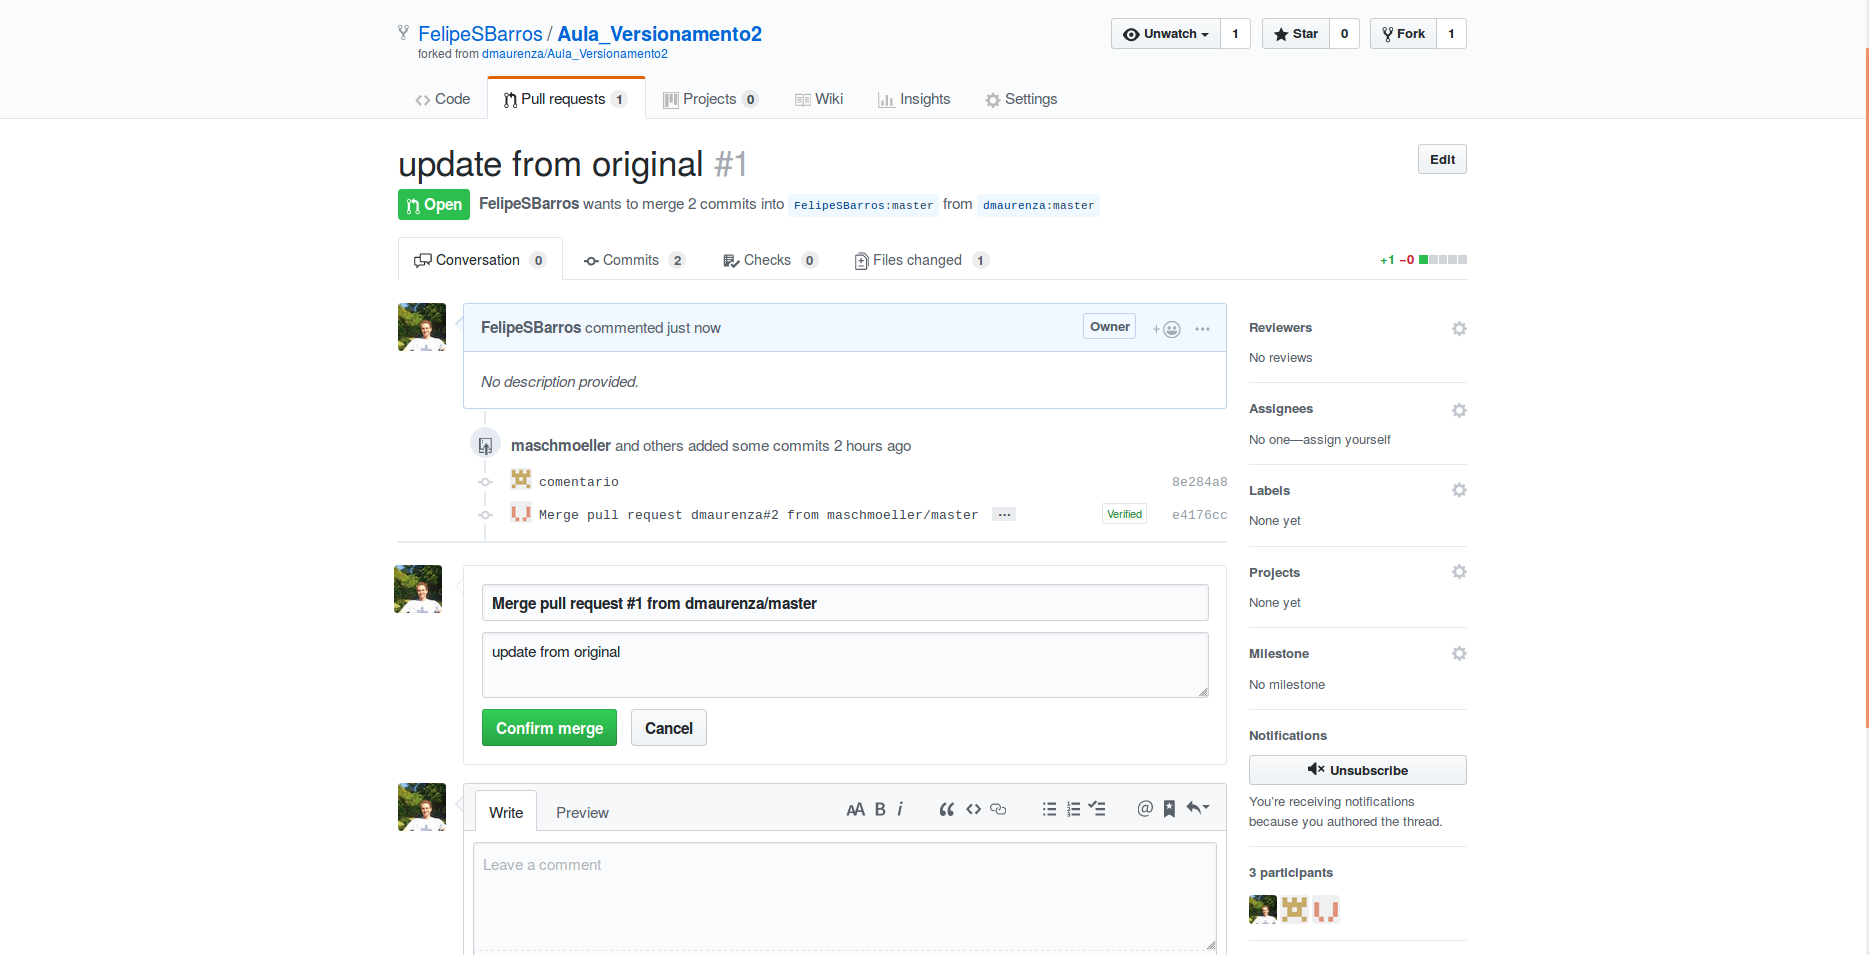 FelipeSBarros / Aula_Versionamento2
forked from dmaurenza/Aula_Versionamento2
Unwatch 1 Star 0 Fork 1
Code Pull requests 1 Projects 0 Wiki Insights Settings
update from original #1
Edit
Open FelipeSBarros wants to merge 2 commits into FelipeSBarros:master from dmaurenza:master
Conversation 0 Commits 2 Checks 0 Files changed 1 +1 −0
FelipeSBarros commented just now Owner
No description provided.
maschmoeller and others added some commits 2 hours ago
comentario 8e284a8
Merge pull request dmaurenza#2 from maschmoeller/master ... Verified e4176cc
Merge pull request #1 from dmaurenza/master
update from original
Confirm merge Cancel
Write Preview
Leave a comment
Reviewers
No reviews
Assignees
No one—assign yourself
Labels
None yet
Projects
None yet
Milestone
No milestone
Notifications
Unsubscribe
You're receiving notifications
because you authored the thread.
3 participants